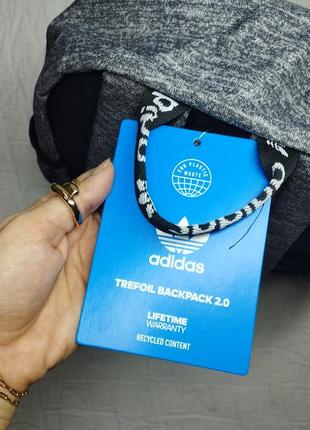 END PLASTIC
WASTE
adidas
TREFOIL BACKPACK 2.0
LIFETIME
WARRANTY
RECYCLED CONTENT